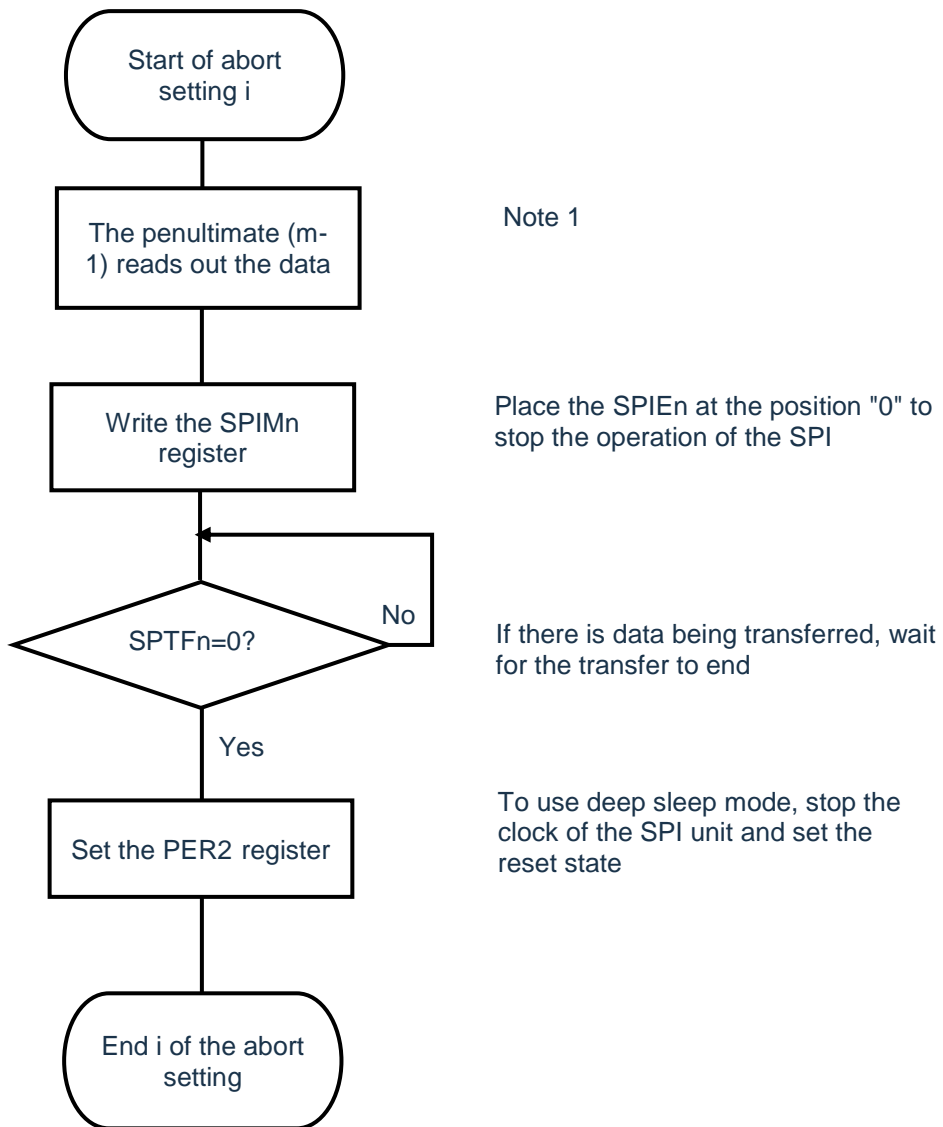 Start of abort
setting i
The penultimate (m-
1) reads out the data
Note 1
Write the SPIMn
register
Place the SPIEn at the position "0" to
stop the operation of the SPI
No
SPTFn=0?
If there is data being transferred, wait
for the transfer to end
Yes
Set the PER2 register
To use deep sleep mode, stop the
clock of the SPI unit and set the
reset state
End i of the abort
setting